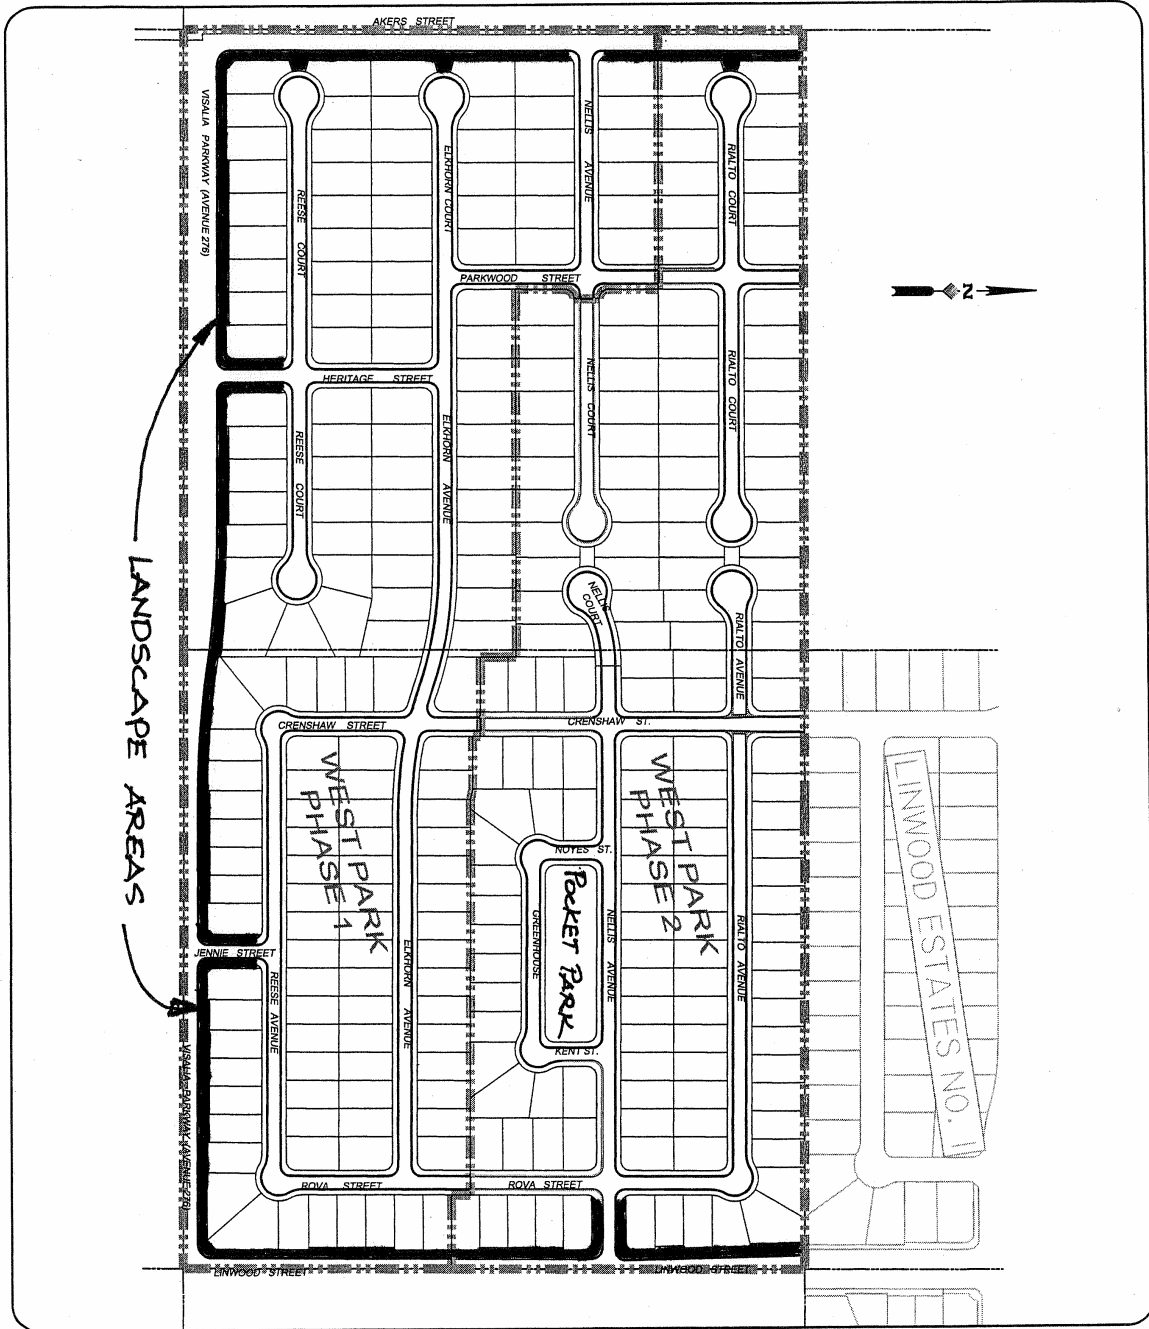 AKERS STREET
VISALIA PARKWAY (AVENUE 276)
NELLIS AVENUE
ELKHORN COURT
RIALTO COURT
REESE COURT
PARKWOOD STREET
N
NELLIS COURT
RIALTO COURT
HERITAGE STREET
ELKHORN AVENUE
REESE COURT
LANDSCAPE AREAS
NELLIS COURT
RIALTO AVENUE
CRENSHAW STREET
CRENSHAW ST.
WEST PARK
PHASE 1
WEST PARK
PHASE 2
LINWOOD ESTATES NO. 1
NOYES ST.
POCKET PARK
GREENHOUSE
NELLIS AVENUE
RIALTO AVENUE
ELKHORN AVENUE
JENNIE STREET
REESE AVENUE
KENT ST.
VISALIA PARKWAY (AVENUE 276)
ROVA STREET
ROVA STREET
LINWOOD STREET
LINWOOD STREET